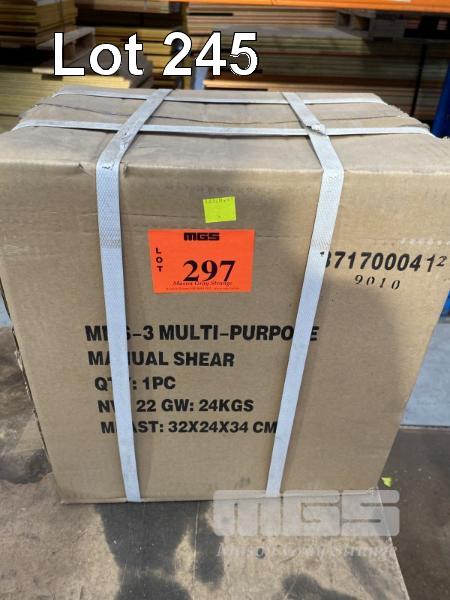 Lot 245
MGS
LOT
297
Mason Gray Strange
3717000412
9010
MMS-3 MULTI-PURPOSE
MANUAL SHEAR
QTY: 1PC
NW: 22 GW: 24KGS
MEAST: 32X24X34 CM
MGS
Mason Gray Strange